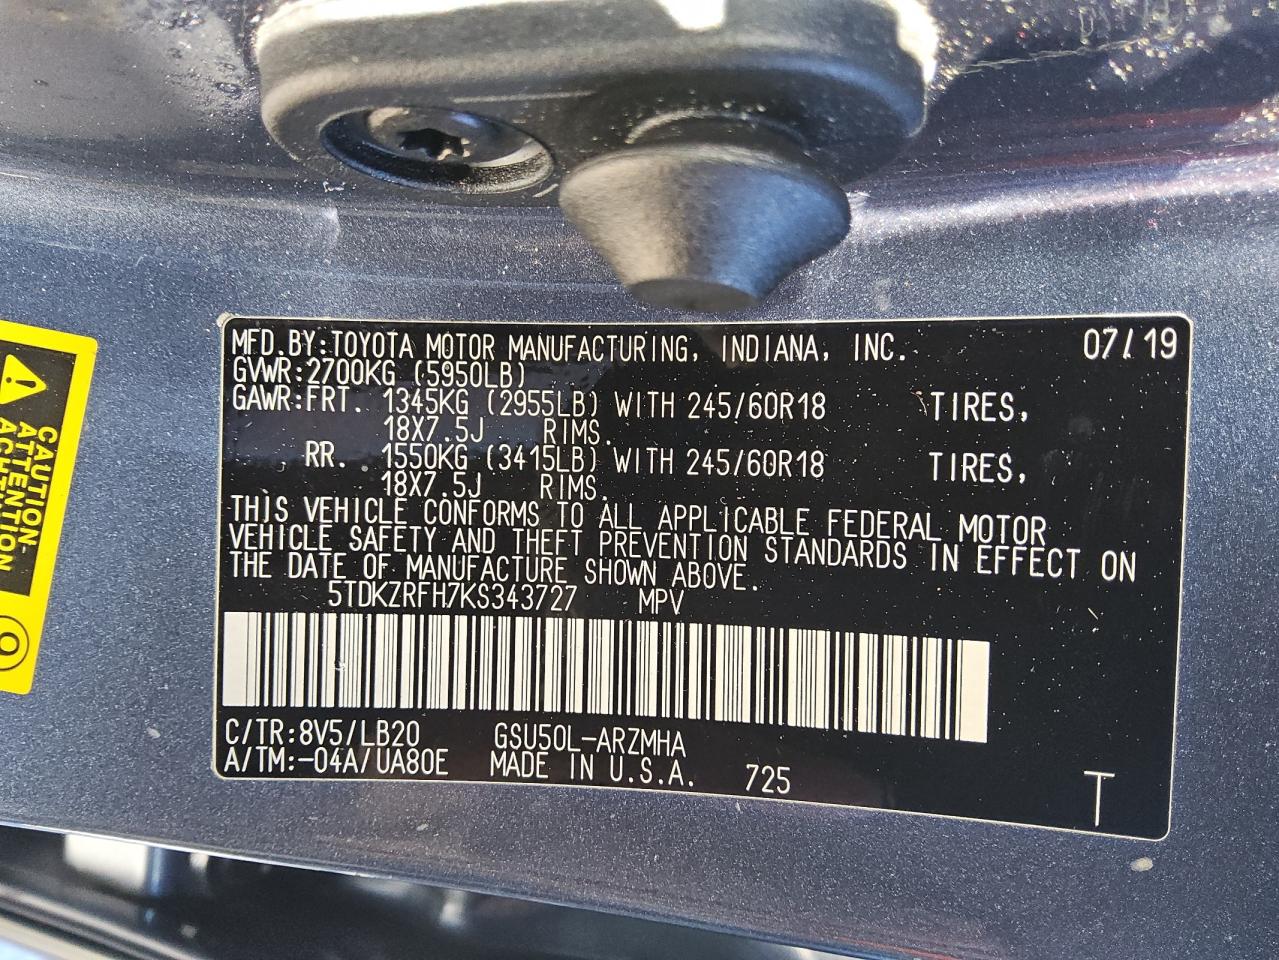 MFD.BY:TOYOTA MOTOR MANUFACTURING, INDIANA, INC. 07/19
GVWR:2700KG (5950LB)
GAWR:FRT. 1345KG (2955LB) WITH 245/60R18 TIRES,
18X7.5J RIMS.
RR. 1550KG (3415LB) WITH 245/60R18 TIRES,
18X7.5J RIMS.
THIS VEHICLE CONFORMS TO ALL APPLICABLE FEDERAL MOTOR
VEHICLE SAFETY AND THEFT PREVENTION STANDARDS IN EFFECT ON
THE DATE OF MANUFACTURE SHOWN ABOVE.
5TDKZRFH7KS343727 MPV
C/TR:8V5/LB20 GSU50L-ARZMHA
A/TM:-04A/UA80E MADE IN U.S.A. 725 T
CAUTION-
ATTENTION